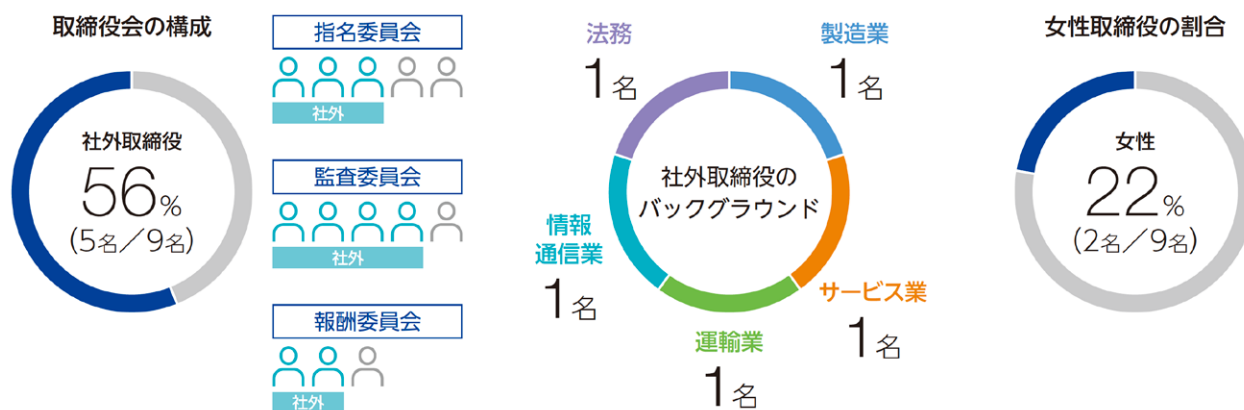 取締役会の構成
社外取締役
56%
(5名／9名)
指名委員会
社外
監査委員会
社外
報酬委員会
社外
法務
1名
製造業
1名
社外取締役の
バックグラウンド
情報
通信業
1名
サービス業
1名
運輸業
1名
女性取締役の割合
女性
22%
(2名／9名)